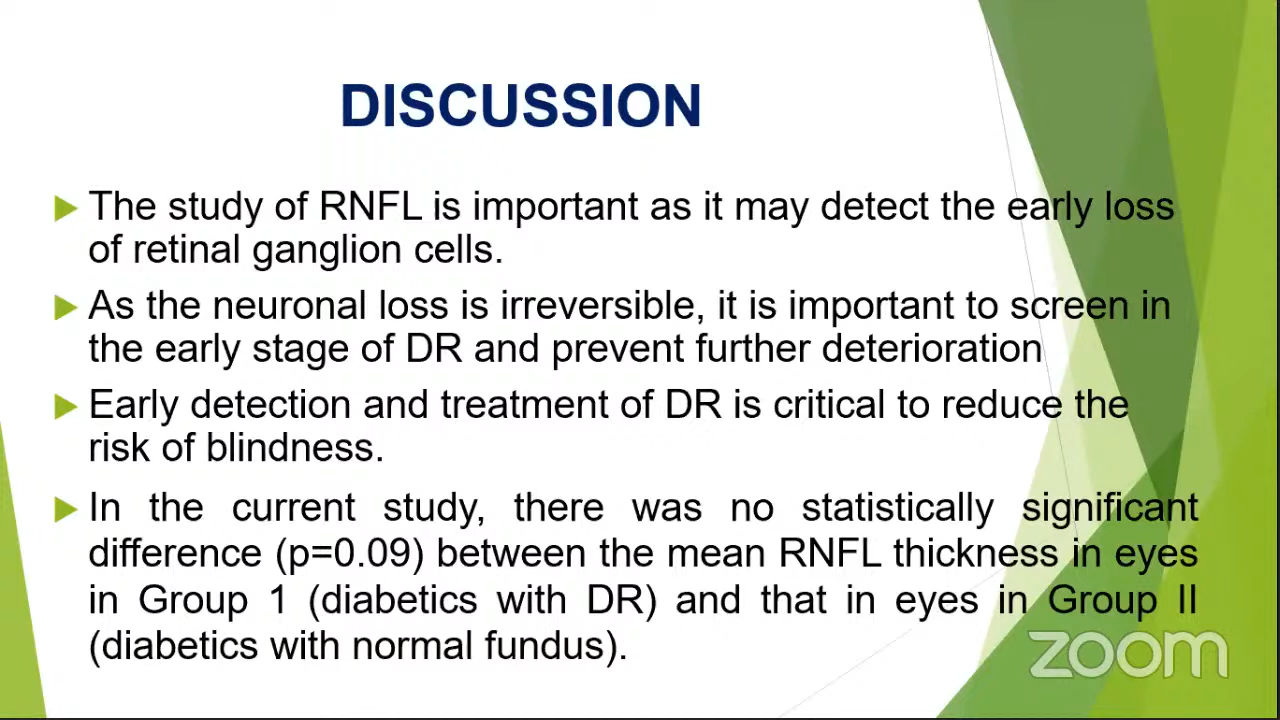 DISCUSSION
The study of RNFL is important as it may detect the early loss
of retinal ganglion cells.
As the neuronal loss is irreversible, it is important to screen in
the early stage of DR and prevent further deterioration
Early detection and treatment of DR is critical to reduce the
risk of blindness.
In the current study, there was no statistically significant
difference (p=0.09) between the mean RNFL thickness in eyes
in Group 1 (diabetics with DR) and that in eyes in Group II
(diabetics with normal fundus).
zoom